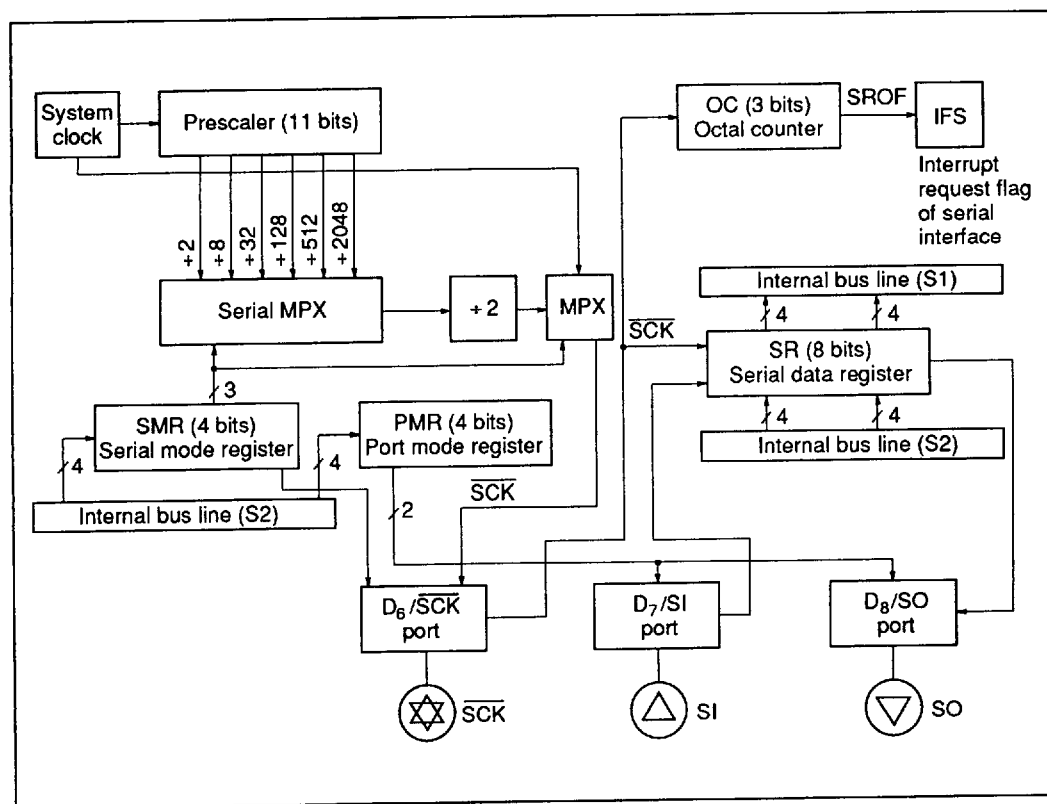 System
clock
Prescaler (11 bits)
OC (3 bits)
Octal counter
SROF
IFS
Interrupt
request flag
of serial
interface
÷2
÷8
÷32
÷128
÷512
÷2048
Serial MPX
÷ 2
MPX
Internal bus line (S1)
4
4
S̅C̅K̅
SR (8 bits)
Serial data register
3
4
4
Internal bus line (S2)
SMR (4 bits)
Serial mode register
PMR (4 bits)
Port mode register
4
4
Internal bus line (S2)
S̅C̅K̅
2
D₆/S̅C̅K̅
port
D₇/SI
port
D₈/SO
port
S̅C̅K̅
SI
SO